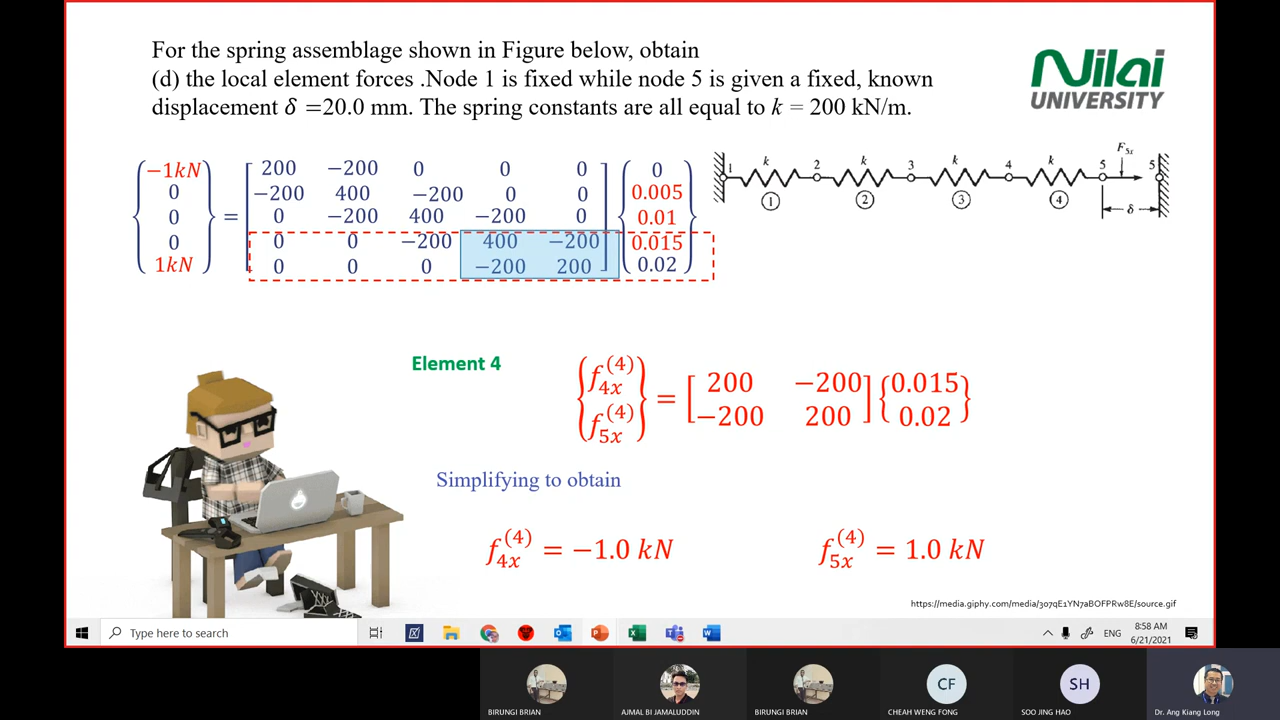 For the spring assemblage shown in Figure below, obtain
(d) the local element forces .Node 1 is fixed while node 5 is given a fixed, known
displacement δ =20.0 mm. The spring constants are all equal to k = 200 kN/m.
Nilai
UNIVERSITY
−1kN 200 −200 0 0 0 0
0 −200 400 −200 0 0 0.005
0 = 0 −200 400 −200 0 0.01
0 0 0 −200 400 −200 0.015
1kN 0 0 0 −200 200 0.02
F5x
1 k 2 k 3 k 4 k 5 5
1 2 3 4 δ
Element 4
f4x(4) = 200 −200 0.015
f5x(4) −200 200 0.02
Simplifying to obtain
f4x(4) = −1.0 kN f5x(4) = 1.0 kN
https://media.giphy.com/media/307qE1YN7aBOFPRw8E/source.gif
Type here to search
ENG
8:58 AM
6/21/2021
BIRUNGI BRIAN
AJMAL BI JAMALUDDIN
BIRUNGI BRIAN
CF
CHEAH WENG FONG
SH
SOO JING HAO
Dr. Ang Kiang Long